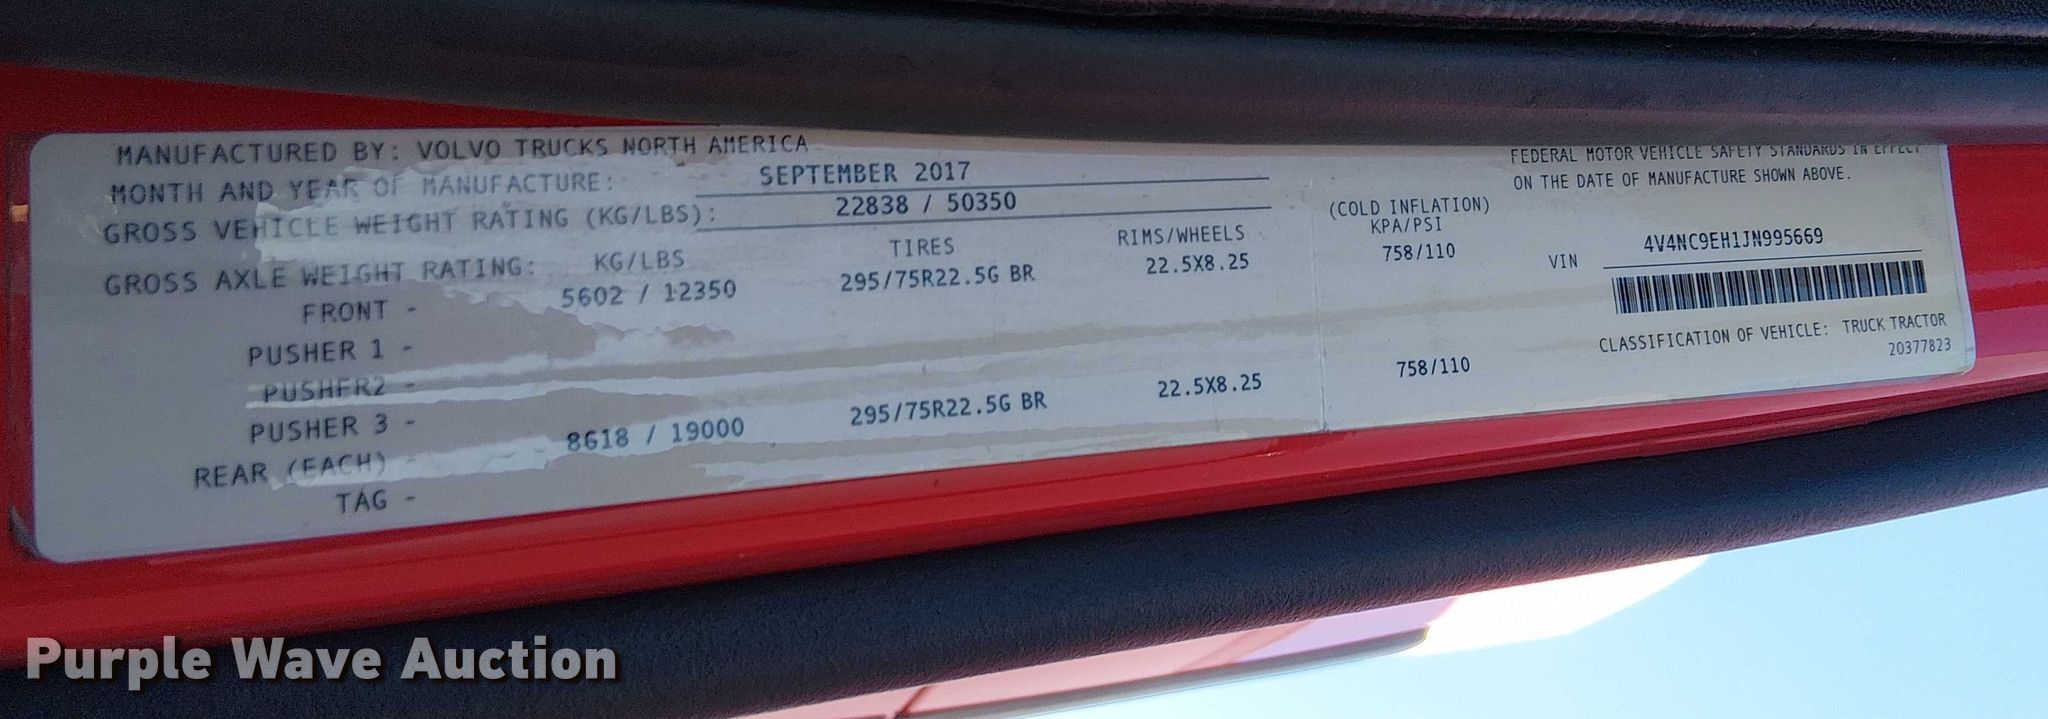 MANUFACTURED BY: VOLVO TRUCKS NORTH AMERICA
MONTH AND YEAR OF MANUFACTURE: SEPTEMBER 2017
GROSS VEHICLE WEIGHT RATING (KG/LBS): 22838 / 50350
GROSS AXLE WEIGHT RATING: KG/LBS TIRES RIMS/WHEELS (COLD INFLATION) KPA/PSI
FRONT - 5602 / 12350 295/75R22.5G BR 22.5X8.25 758/110
PUSHER 1 -
PUSHER2 -
PUSHER 3 -
REAR (EACH) - 8618 / 19000 295/75R22.5G BR 22.5X8.25 758/110
TAG -
FEDERAL MOTOR VEHICLE SAFETY STANDARDS IN EFFECT
ON THE DATE OF MANUFACTURE SHOWN ABOVE.
VIN 4V4NC9EH1JN995669
CLASSIFICATION OF VEHICLE: TRUCK TRACTOR
20377823
Purple Wave Auction